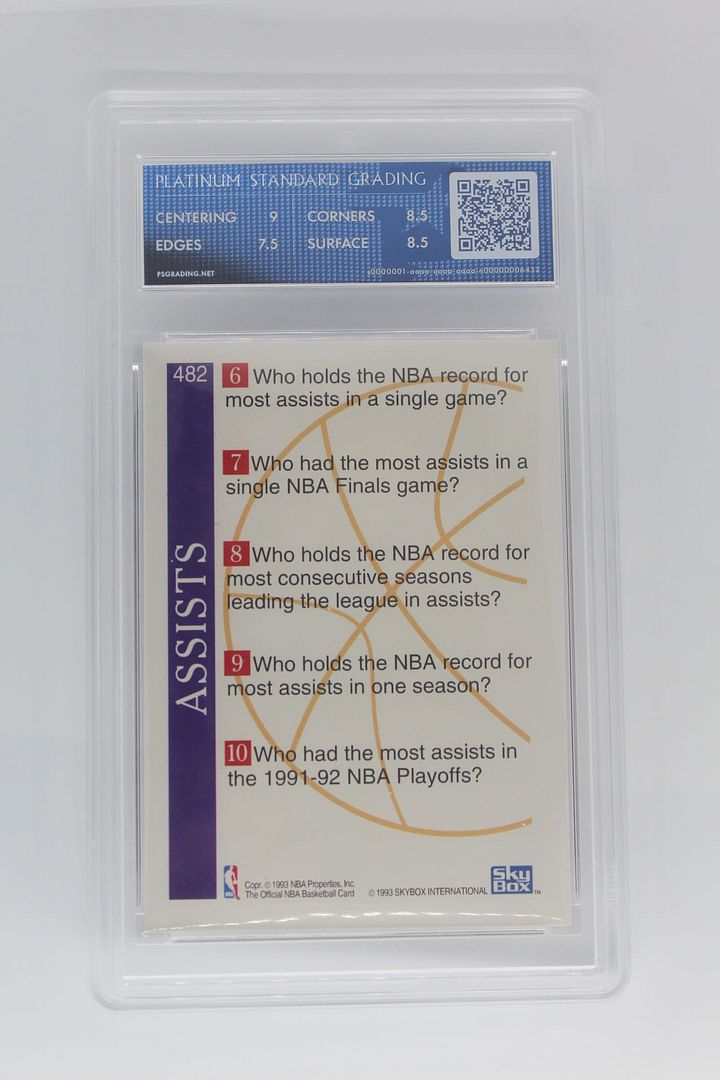 PLATINUM STANDARD GRADING
CENTERING 9 CORNERS 8.5
EDGES 7.5 SURFACE 8.5
PSGRADING.NET
482
ASSISTS
6 Who holds the NBA record for
most assists in a single game?
7 Who had the most assists in a
single NBA Finals game?
8 Who holds the NBA record for
most consecutive seasons
leading the league in assists?
9 Who holds the NBA record for
most assists in one season?
10 Who had the most assists in
the 1991-92 NBA Playoffs?
Copr. © 1993 NBA Properties, Inc.
The Official NBA Basketball Card
© 1993 SKYBOX INTERNATIONAL
Sky
Box TM